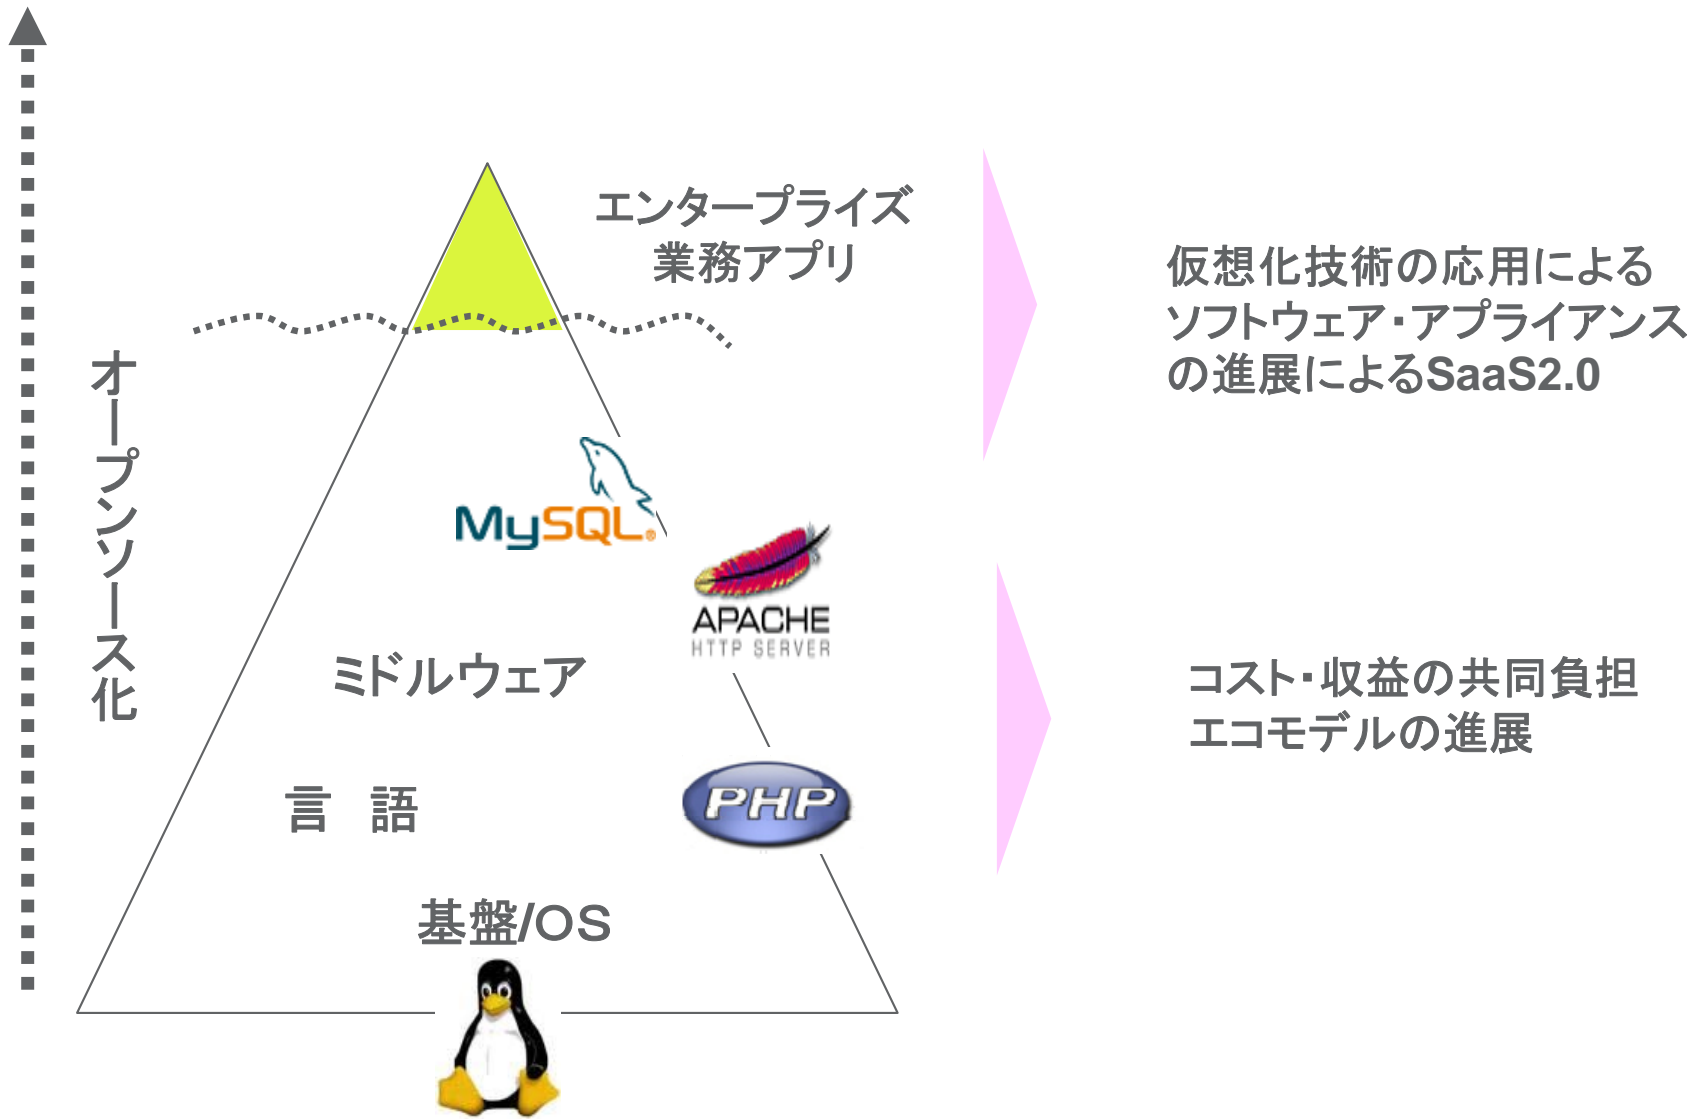 エンタープライズ
業務アプリ
仮想化技術の応用による
ソフトウェア・アプライアンス
の進展によるSaaS2.0
オープンソース化
MySQL®
APACHE
HTTP SERVER
ミドルウェア
コスト・収益の共同負担
エコモデルの進展
言 語
PHP
基盤/OS